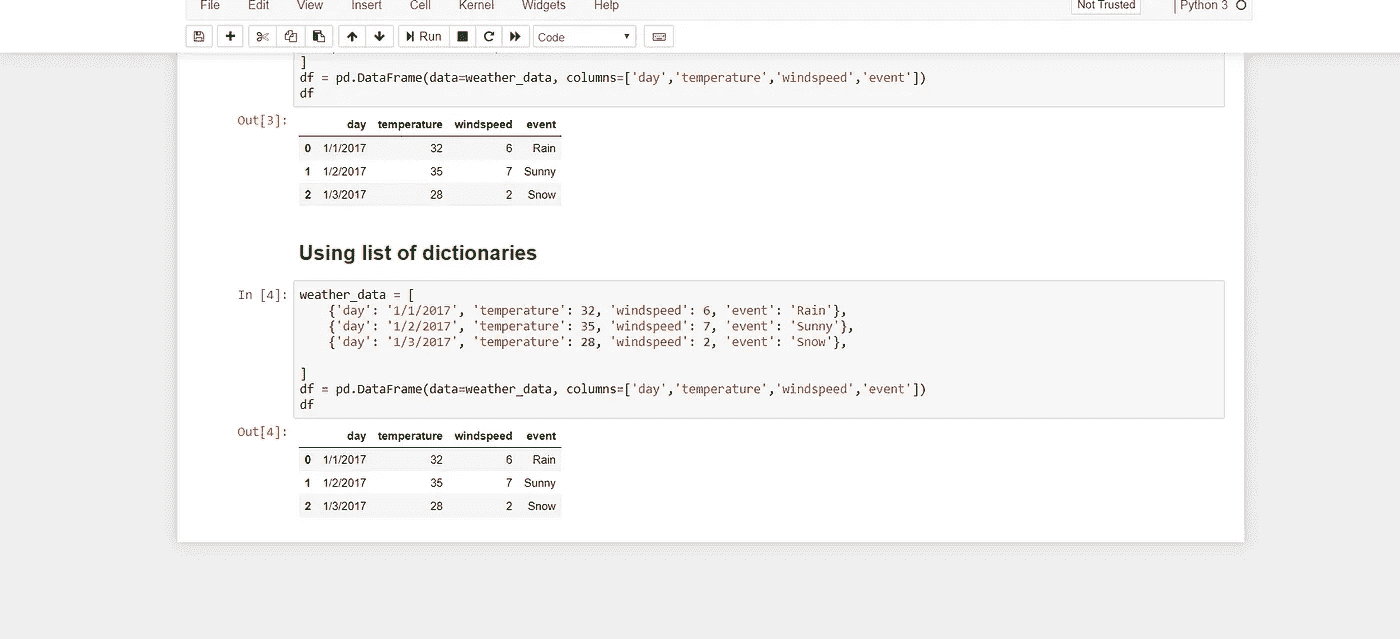 File Edit View Insert Cell Kernel Widgets Help Not Trusted Python 3
Run Code
]
df = pd.DataFrame(data=weather_data, columns=['day','temperature','windspeed','event'])
df
Out[3]:
day temperature windspeed event
0 1/1/2017 32 6 Rain
1 1/2/2017 35 7 Sunny
2 1/3/2017 28 2 Snow
Using list of dictionaries
In [4]: weather_data = [
{'day': '1/1/2017', 'temperature': 32, 'windspeed': 6, 'event': 'Rain'},
{'day': '1/2/2017', 'temperature': 35, 'windspeed': 7, 'event': 'Sunny'},
{'day': '1/3/2017', 'temperature': 28, 'windspeed': 2, 'event': 'Snow'},
]
df = pd.DataFrame(data=weather_data, columns=['day','temperature','windspeed','event'])
df
Out[4]:
day temperature windspeed event
0 1/1/2017 32 6 Rain
1 1/2/2017 35 7 Sunny
2 1/3/2017 28 2 Snow